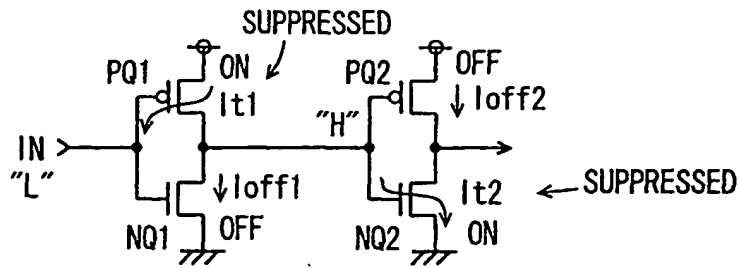 SUPPRESSED
PQ1 ON
It1
PQ2 OFF
Ioff2
"H"
IN
"L"
Ioff1
NQ1 OFF
It2
SUPPRESSED
NQ2 ON